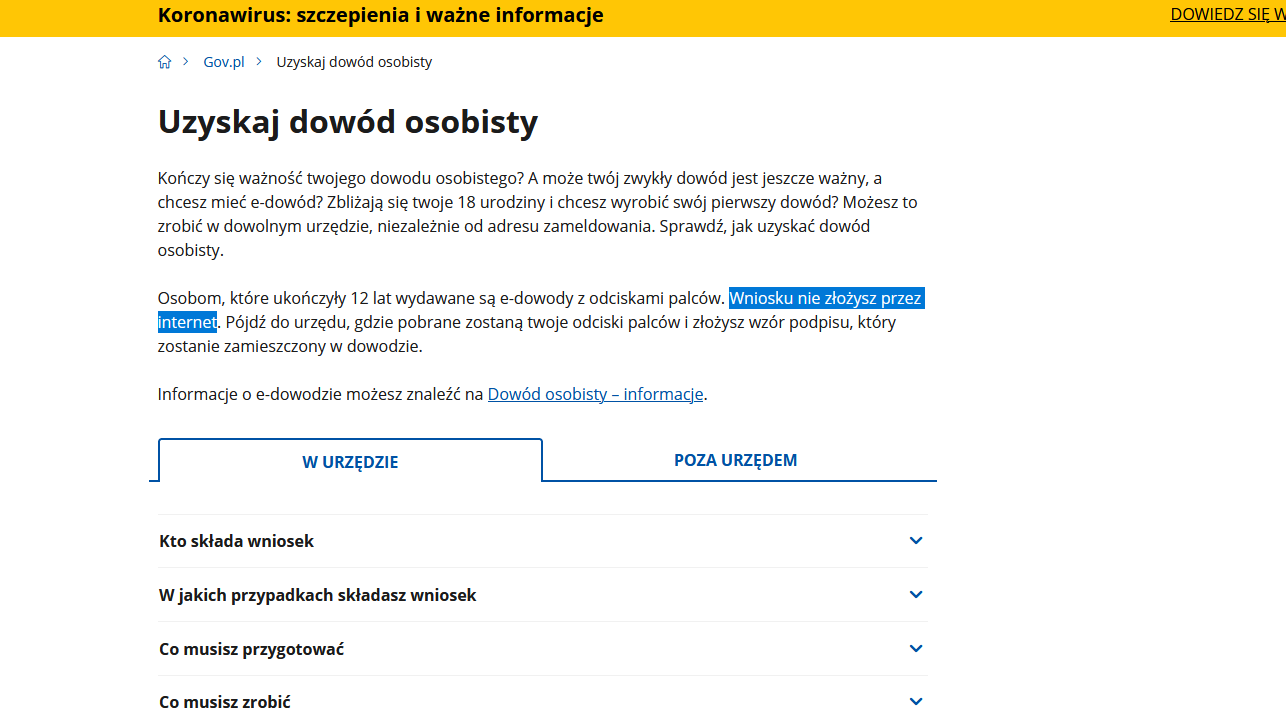 Koronawirus: szczepienia i ważne informacje
DOWIEDZ SIĘ
Gov.pl
Uzyskaj dowód osobisty
Uzyskaj dowód osobisty
Kończy się ważność twojego dowodu osobistego? A może twój zwykły dowód jest jeszcze ważny, a
chcesz mieć e-dowód? Zbliżają się twoje 18 urodziny i chcesz wyrobić swój pierwszy dowód? Możesz to
zrobić w dowolnym urzędzie, niezależnie od adresu zameldowania. Sprawdź, jak uzyskać dowód
osobisty.
Osobom, które ukończyły 12 lat wydawane są e-dowody z odciskami palców. Wniosku nie złożysz przez
internet. Pójdź do urzędu, gdzie pobrane zostaną twoje odciski palców i złożysz wzór podpisu, który
zostanie zamieszczony w dowodzie.
Informacje o e-dowodzie możesz znaleźć na Dowód osobisty – informacje.
W URZĘDZIE
POZA URZĘDEM
Kto składa wniosek
W jakich przypadkach składasz wniosek
Co musisz przygotować
Co musisz zrobić